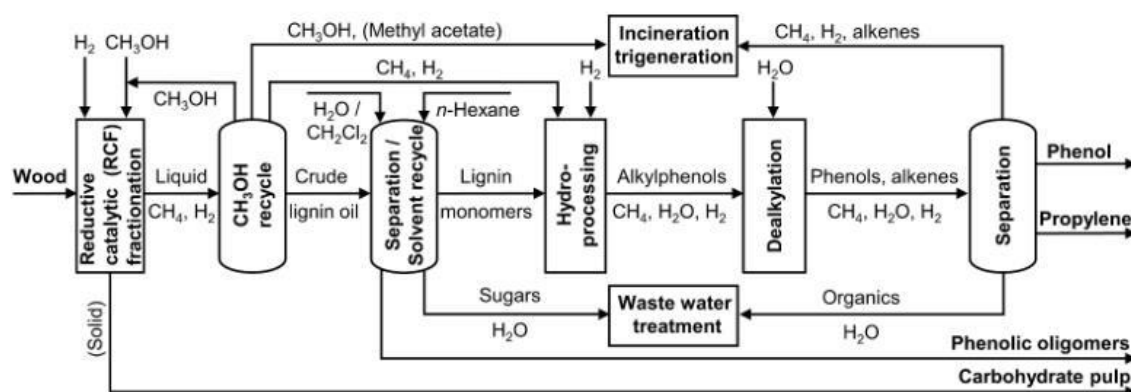 CH₃OH, (Methyl acetate)
Incineration
trigeneration
CH₄, H₂, alkenes
H₂
CH₃OH
CH₃OH
CH₄, H₂
H₂
H₂O
H₂O /
CH₂Cl₂
n-Hexane
Wood
Reductive
catalytic (RCF)
fractionation
Liquid
CH₄, H₂
CH₃OH
recycle
Crude
lignin oil
Separation /
Solvent recycle
Lignin
monomers
Hydro-
processing
Alkylphenols
CH₄, H₂O, H₂
Dealkylation
Phenols, alkenes
CH₄, H₂O, H₂
Separation
Phenol
Propylene
(Solid)
Sugars
H₂O
Waste water
treatment
Organics
H₂O
Phenolic oligomers
Carbohydrate pulp